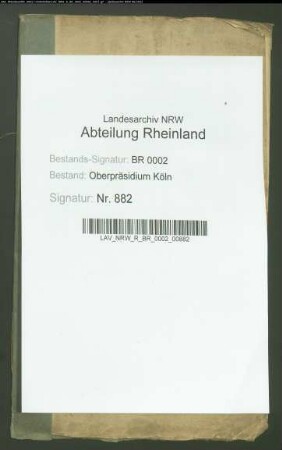 Landesarchiv NRW
Abteilung Rheinland
Bestands-Signatur: BR 0002
Bestand: Oberpräsidium Köln
Signatur: Nr. 882
LAV_NRW_R_BR_0002_00882